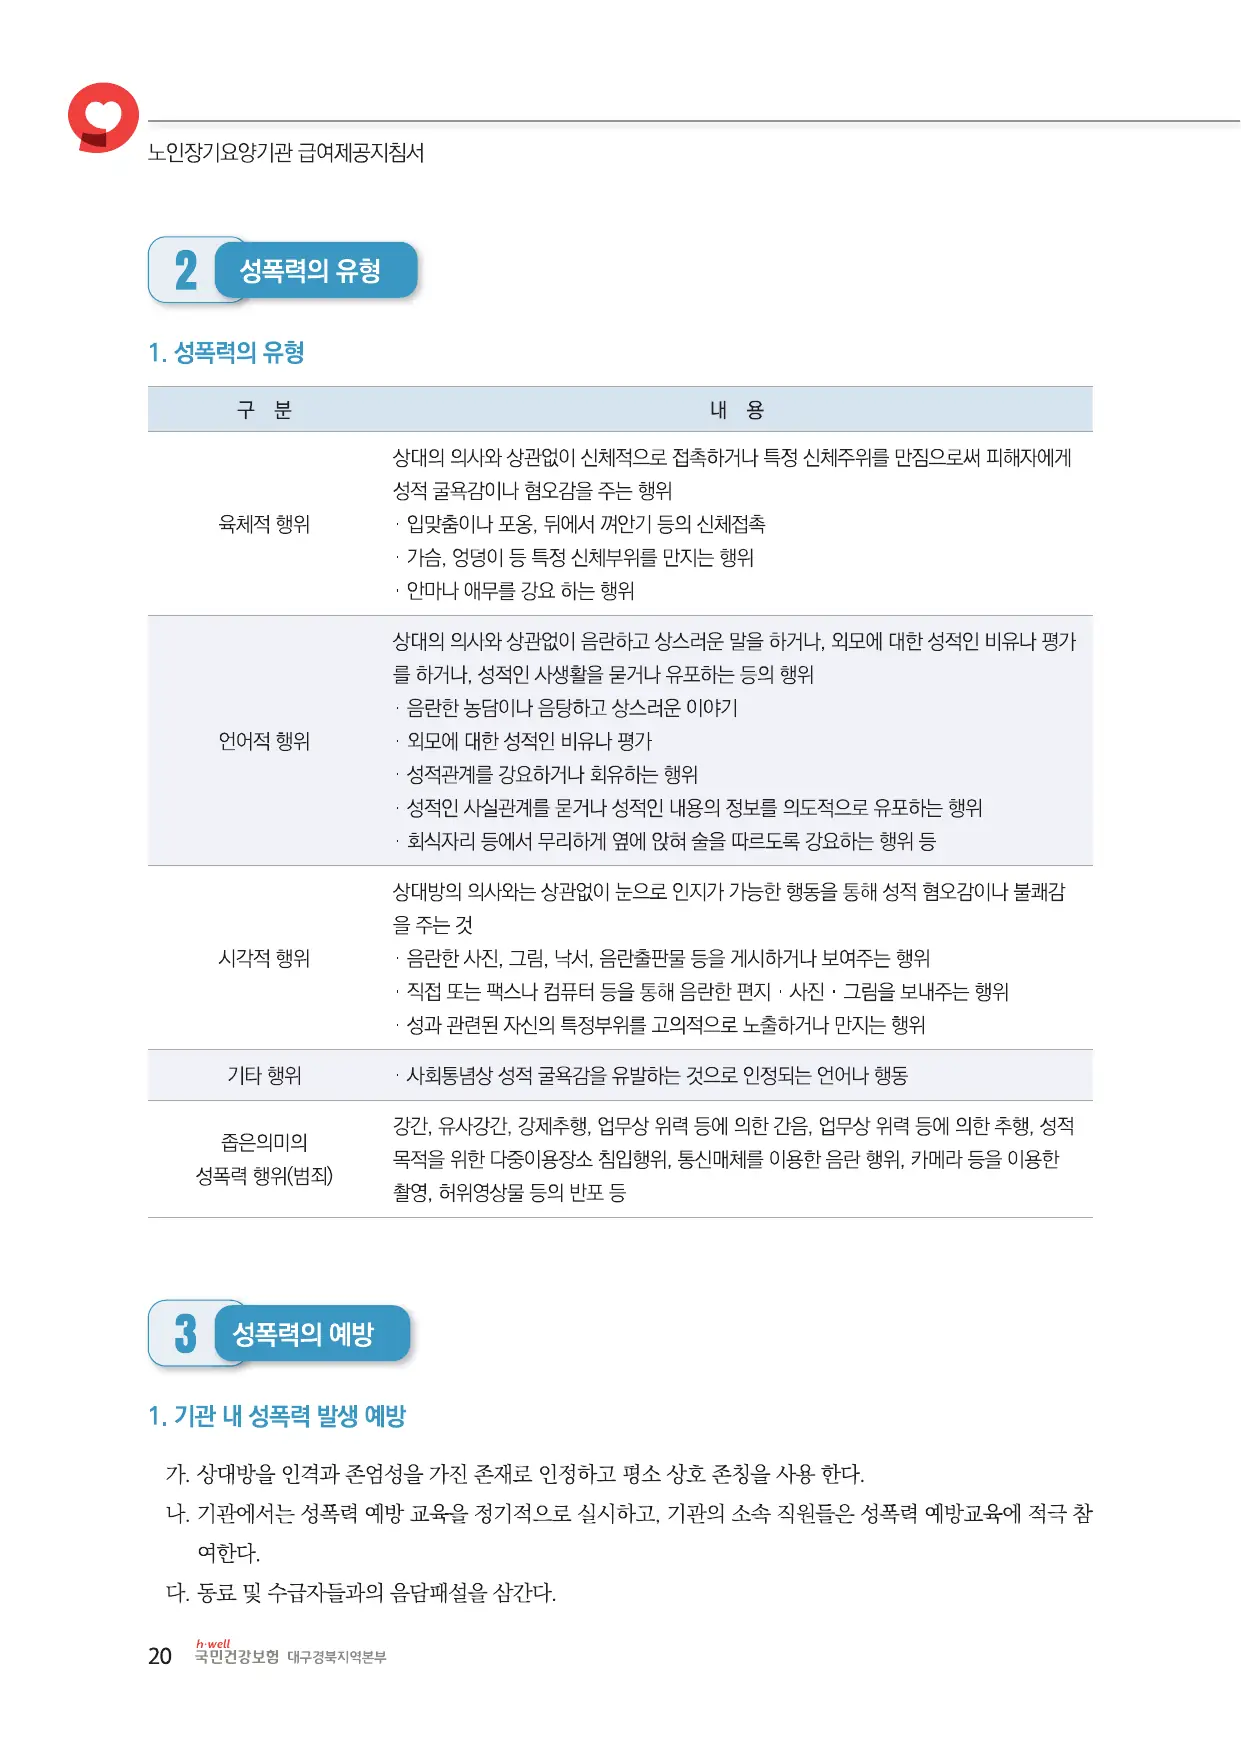 노인장기요양기관 급여제공지침서
2 성폭력의 유형
1. 성폭력의 유형
구 분 내 용
상대의 의사와 상관없이 신체적으로 접촉하거나 특정 신체주위를 만짐으로써 피해자에게
성적 굴욕감이나 혐오감을 주는 행위
육체적 행위
· 입맞춤이나 포옹, 뒤에서 껴안기 등의 신체접촉
· 가슴, 엉덩이 등 특정 신체부위를 만지는 행위
· 안마나 애무를 강요 하는 행위
상대의 의사와 상관없이 음란하고 상스러운 말을 하거나, 외모에 대한 성적인 비유나 평가
를 하거나, 성적인 사생활을 묻거나 유포하는 등의 행위
· 음란한 농담이나 음탕하고 상스러운 이야기
언어적 행위
· 외모에 대한 성적인 비유나 평가
· 성적관계를 강요하거나 회유하는 행위
· 성적인 사실관계를 묻거나 성적인 내용의 정보를 의도적으로 유포하는 행위
· 회식자리 등에서 무리하게 옆에 앉혀 술을 따르도록 강요하는 행위 등
상대방의 의사와는 상관없이 눈으로 인지가 가능한 행동을 통해 성적 혐오감이나 불쾌감
을 주는 것
시각적 행위
· 음란한 사진, 그림, 낙서, 음란출판물 등을 게시하거나 보여주는 행위
· 직접 또는 팩스나 컴퓨터 등을 통해 음란한 편지 · 사진 · 그림을 보내주는 행위
· 성과 관련된 자신의 특정부위를 고의적으로 노출하거나 만지는 행위
기타 행위
· 사회통념상 성적 굴욕감을 유발하는 것으로 인정되는 언어나 행동
좁은의미의
성폭력 행위(범죄)
강간, 유사강간, 강제추행, 업무상 위력 등에 의한 간음, 업무상 위력 등에 의한 추행, 성적
목적을 위한 다중이용장소 침입행위, 통신매체를 이용한 음란 행위, 카메라 등을 이용한
촬영, 허위영상물 등의 반포 등
3 성폭력의 예방
1. 기관 내 성폭력 발생 예방
가. 상대방을 인격과 존엄성을 가진 존재로 인정하고 평소 상호 존칭을 사용 한다.
나. 기관에서는 성폭력 예방 교육을 정기적으로 실시하고, 기관의 소속 직원들은 성폭력 예방교육에 적극 참
여한다.
다. 동료 및 수급자들과의 음담패설을 삼간다.
20 h·well 국민건강보험 대구경북지역본부